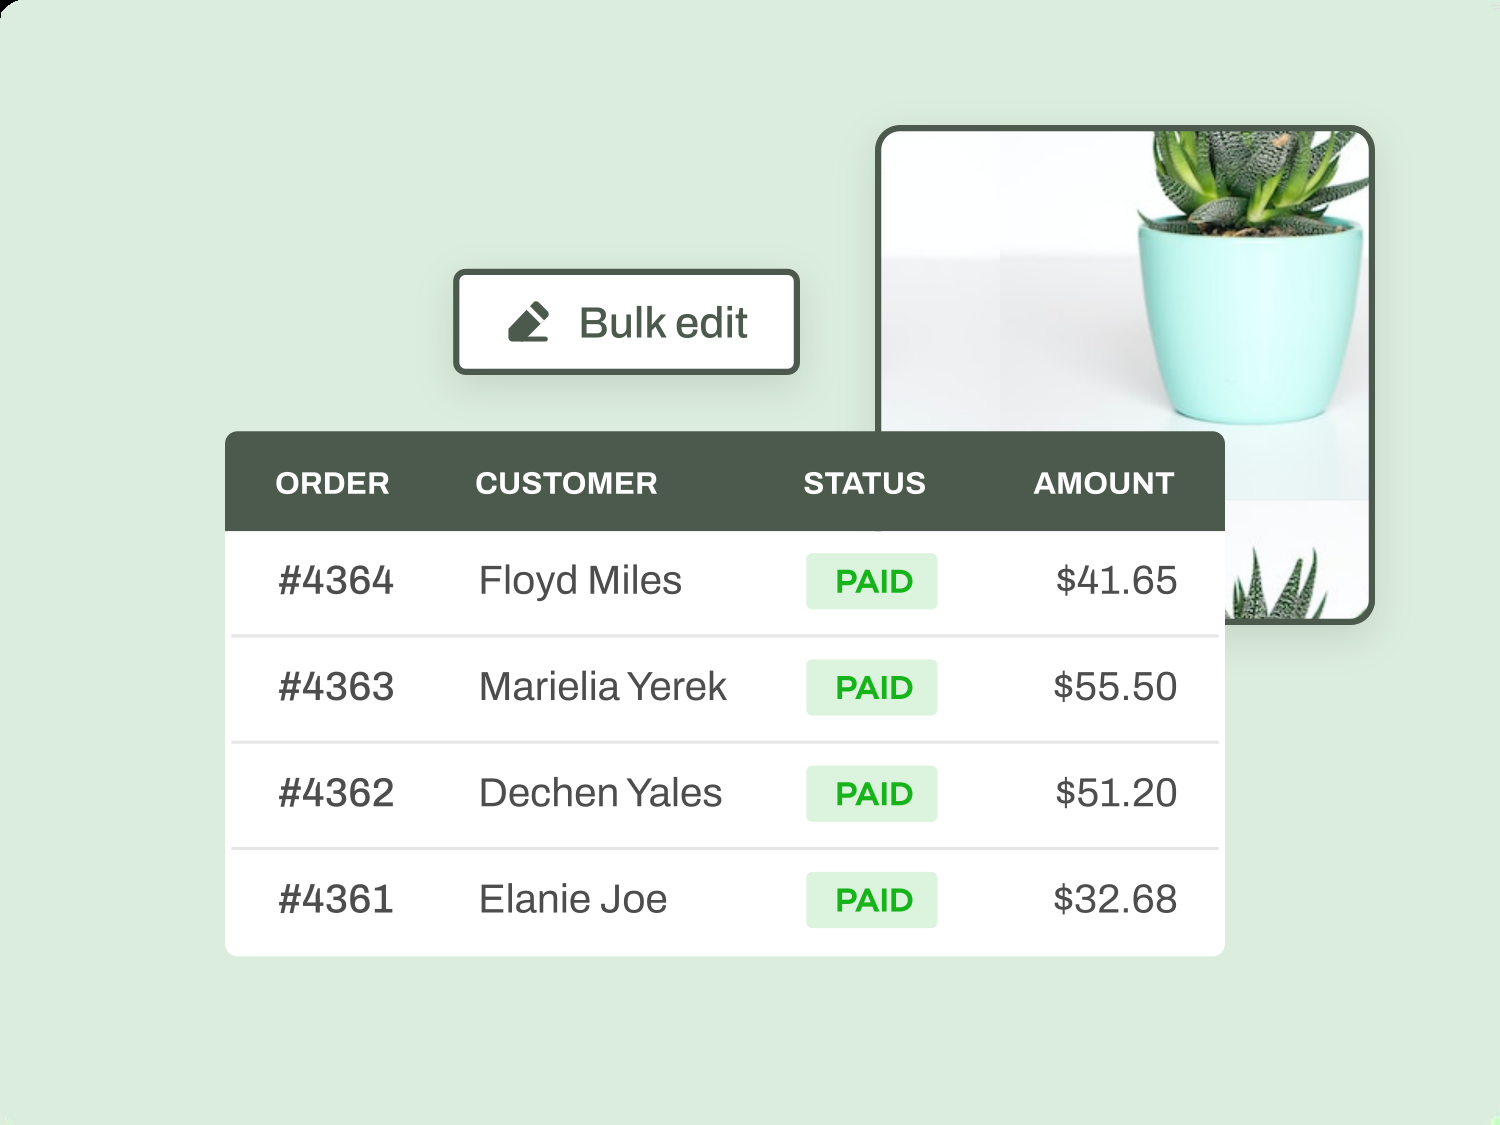 Bulk edit
ORDER CUSTOMER STATUS AMOUNT
#4364 Floyd Miles PAID $41.65
#4363 Marielia Yerek PAID $55.50
#4362 Dechen Yales PAID $51.20
#4361 Elanie Joe PAID $32.68